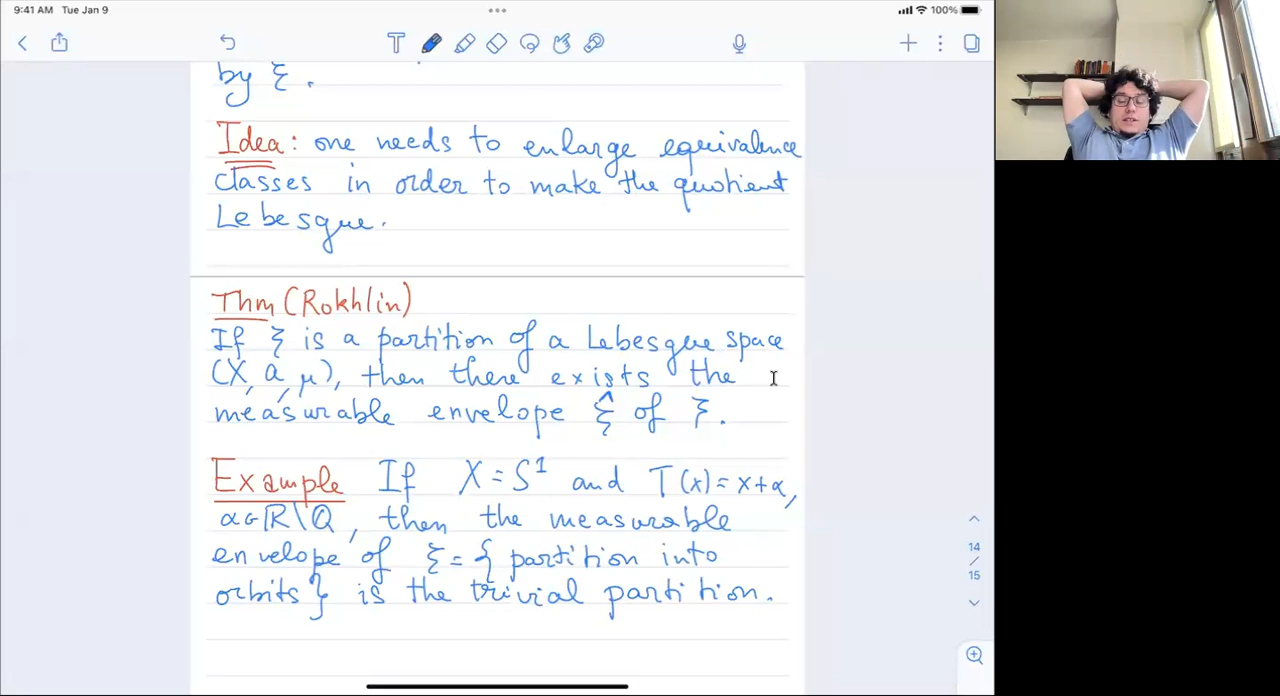 9:41 AM Tue Jan 9
100%
by ξ.
Idea: one needs to enlarge equivalence
classes in order to make the quotient
Lebesgue.
Thm (Rokhlin)
If ξ is a partition of a Lebesgue space
(X, a, μ), then there exists the
measurable envelope ξ̂ of ξ.
Example If X = S¹ and T(x) = x+α,
α∈ℝ\ℚ, then the measurable
envelope of ξ = { partition into
orbits} is the trivial partition.
14
/
15